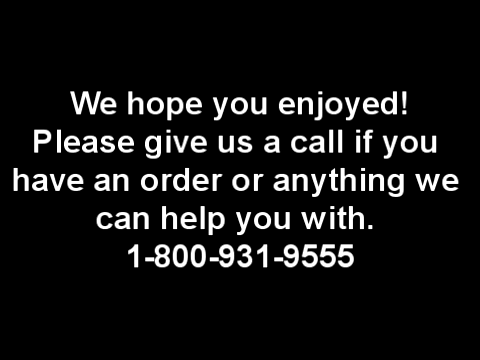 We hope you enjoyed!
Please give us a call if you
have an order or anything we
can help you with.
1-800-931-9555